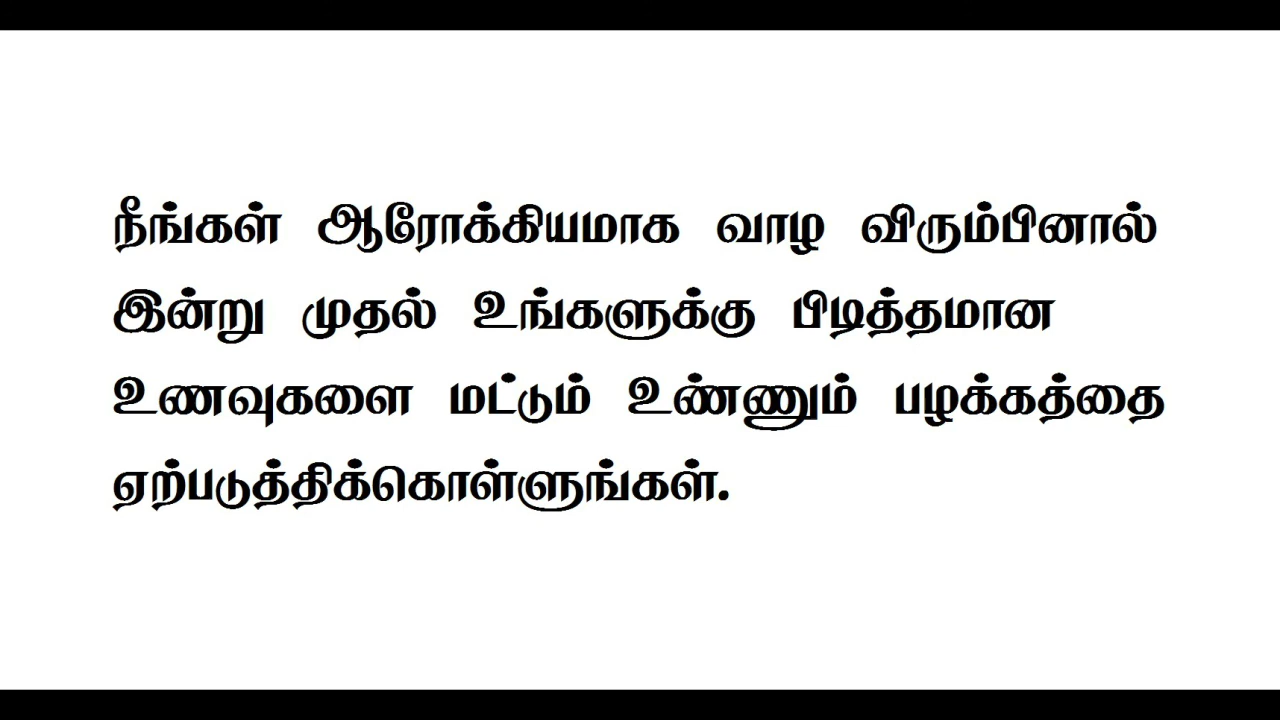 நீங்கள் ஆரோக்கியமாக வாழ விரும்பினால்
இன்று முதல் உங்களுக்கு பிடித்தமான
உணவுகளை மட்டும் உண்ணும் பழக்கத்தை
ஏற்படுத்திக்கொள்ளுங்கள்.